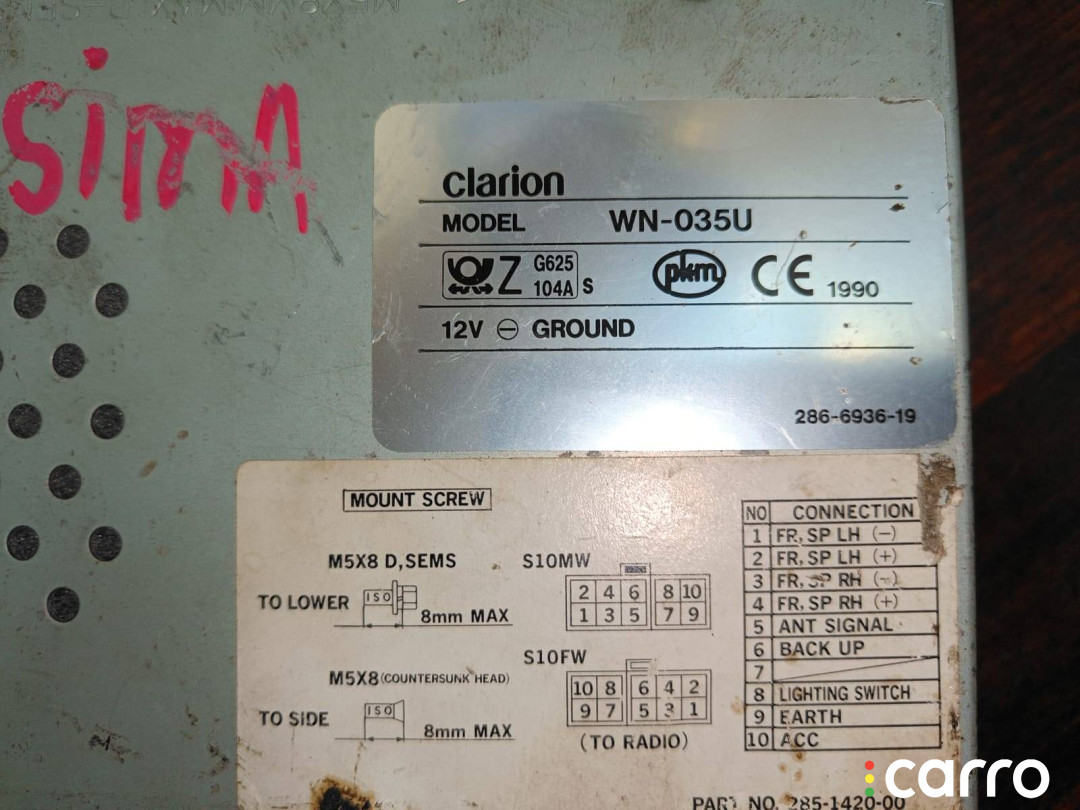 simA
clarion
MODEL WN-035U
Z G625 104A S pkm CE 1990
12V ⊖ GROUND
286-6936-19
MOUNT SCREW
M5X8 D,SEMS
TO LOWER ISO
8mm MAX
M5X8(COUNTERSUNK HEAD)
TO SIDE ISO
8mm MAX
S10MW
2 4 6 8 10
1 3 5 7 9
S10FW
10 8 6 4 2
9 7 5 3 1
(TO RADIO)
NO CONNECTION
1 FR, SP LH (−)
2 FR, SP LH (+)
3 FR, SP RH (−)
4 FR, SP RH (+)
5 ANT SIGNAL
6 BACK UP
7
8 LIGHTING SWITCH
9 EARTH
10 ACC
PART NO. 285-1420-00
carro